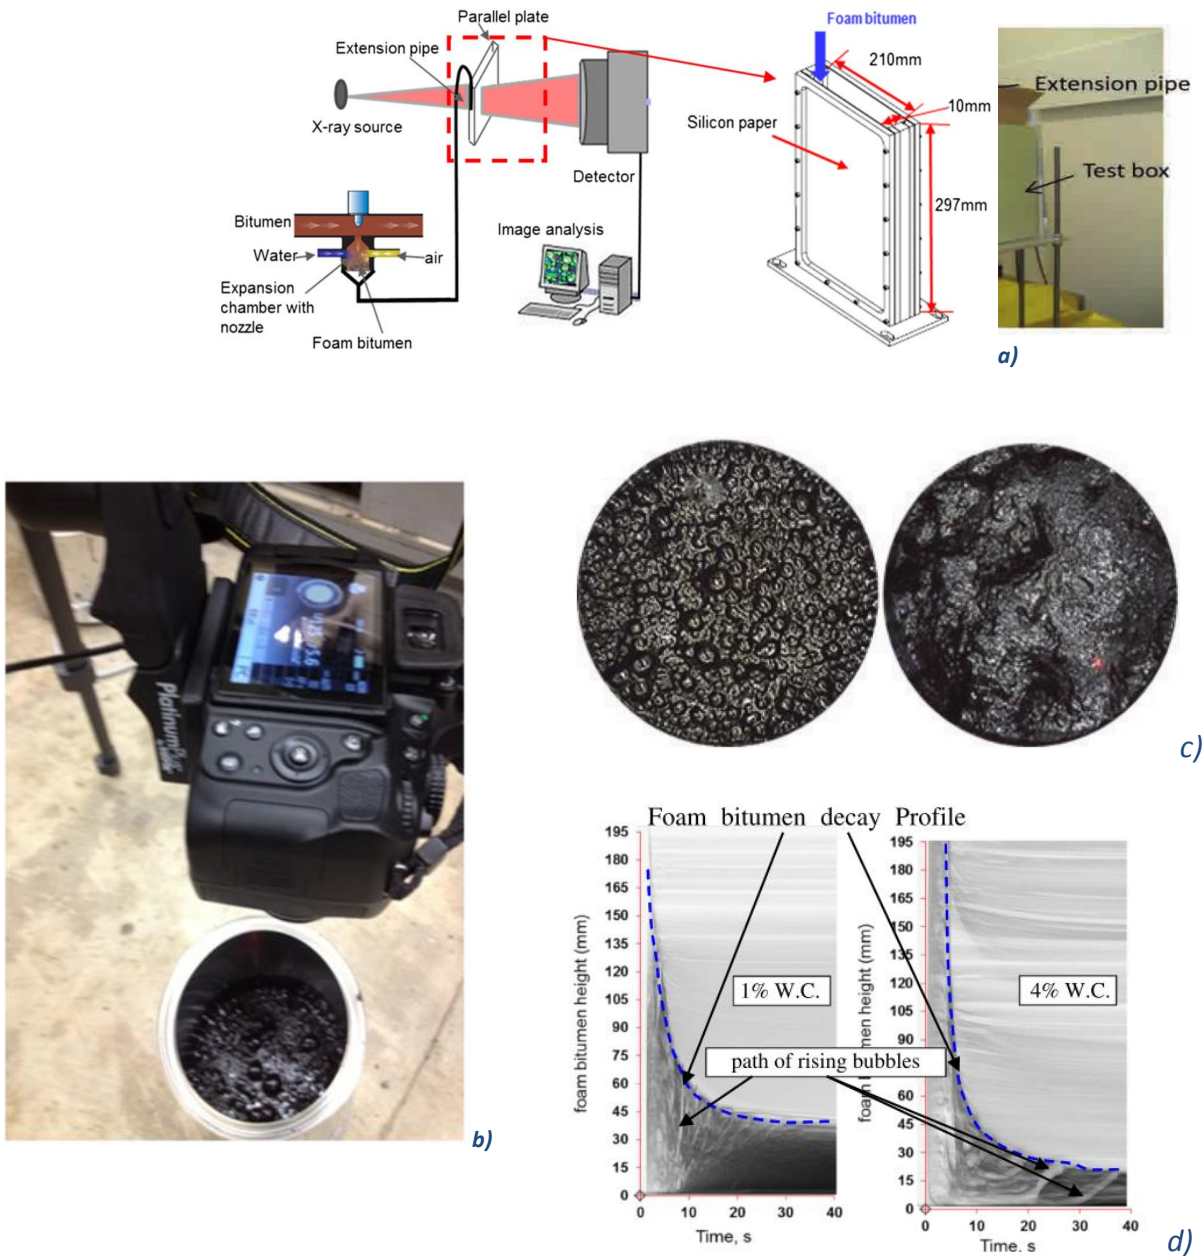 Parallel plate
Extension pipe
X-ray source
Detector
Bitumen
Water
air
Expansion
chamber with
nozzle
Foam bitumen
Image analysis
Foam bitumen
210mm
10mm
Silicon paper
297mm
Extension pipe
Test box
a)
Platinum
b)
c)
Foam bitumen decay Profile
foam bitumen height (mm)
195
180
165
150
135
120
105
90
75
60
45
30
15
0
0 10 20 30 40
Time, s
1% W.C.
path of rising bubbles
195
180
165
150
135
120
105
90
75
60
45
30
15
0
0 10 20 30 40
Time, s
4% W.C.
d)